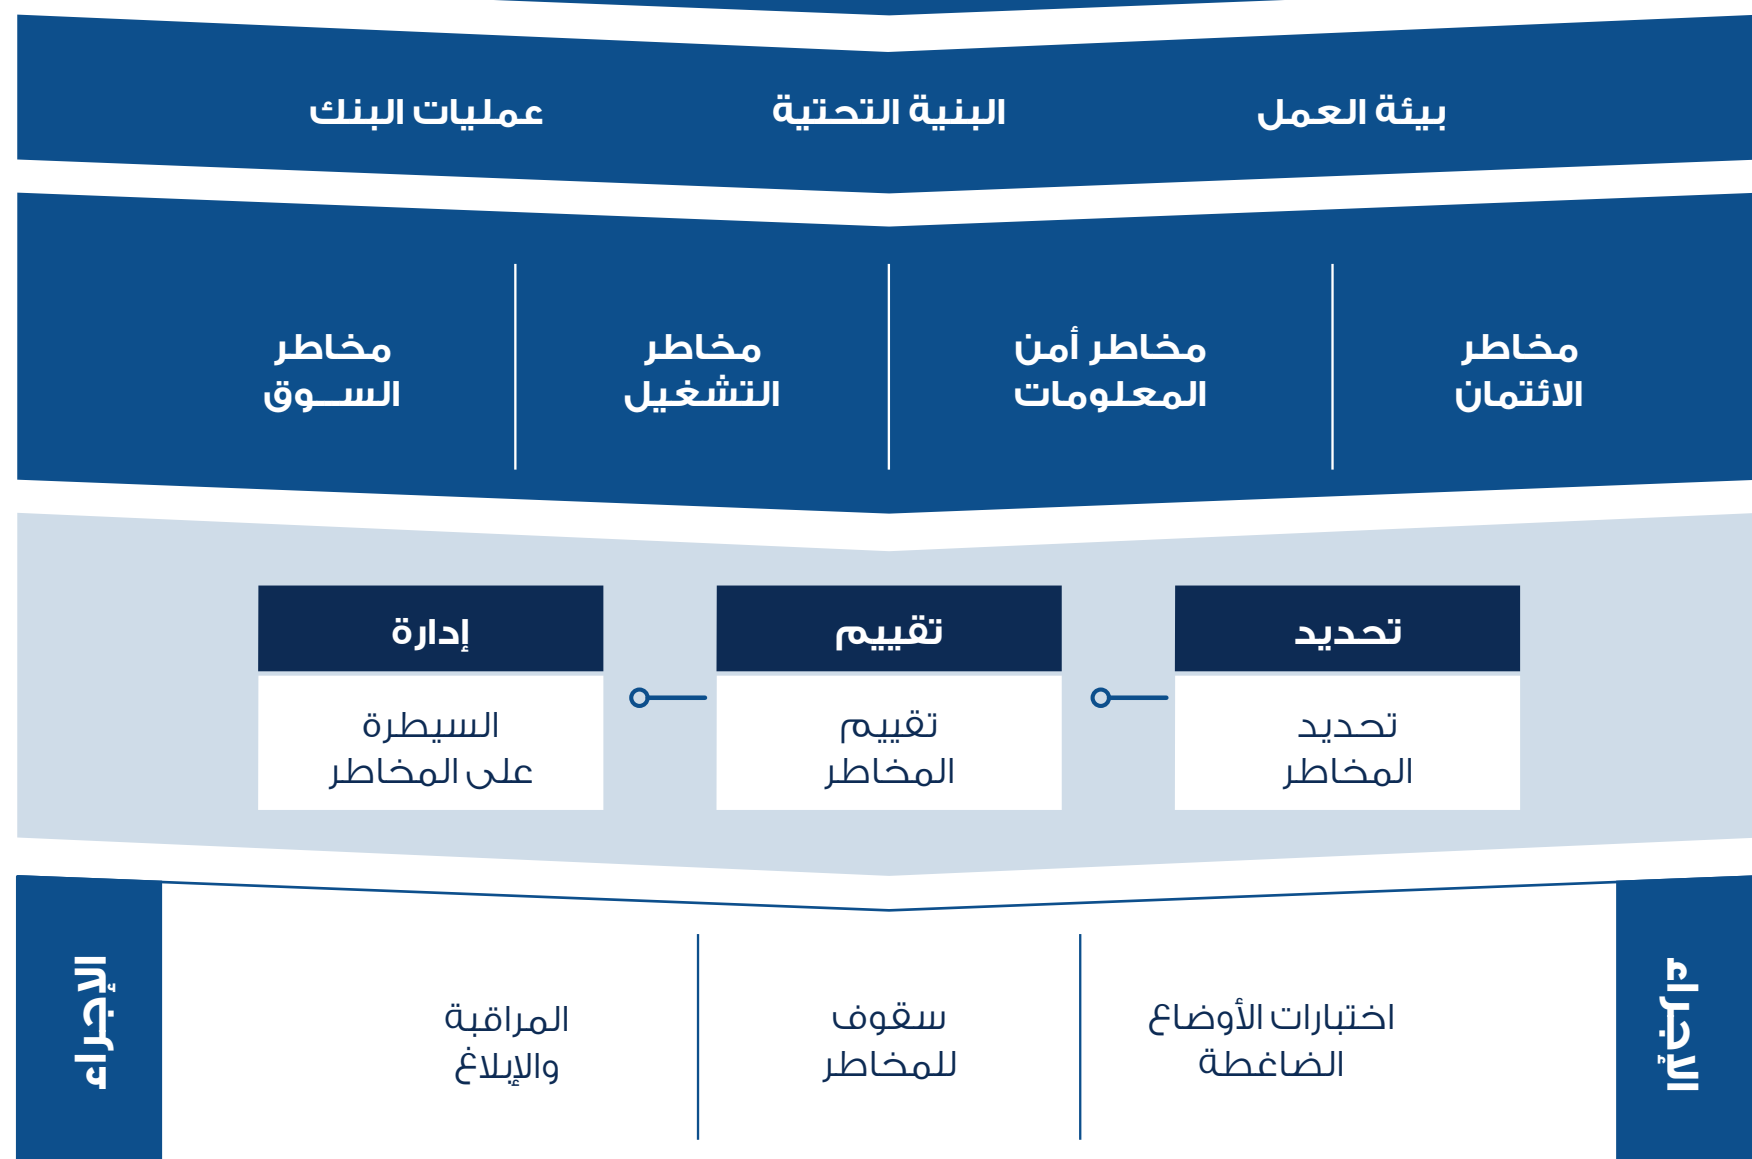 بيئة العمل
البنية التحتية
عمليات البنك
مخاطر
الائتمان
مخاطر أمن
المعلومات
مخاطر
التشغيل
مخاطر
الســوق
تحديد
تحديد
المخاطر
تقييم
تقييم
المخاطر
إدارة
السيطرة
على المخاطر
الإجراء
اختبارات الأوضاع
الضاغطة
سقوف
للمخاطر
المراقبة
والإبلاغ
الإجراء